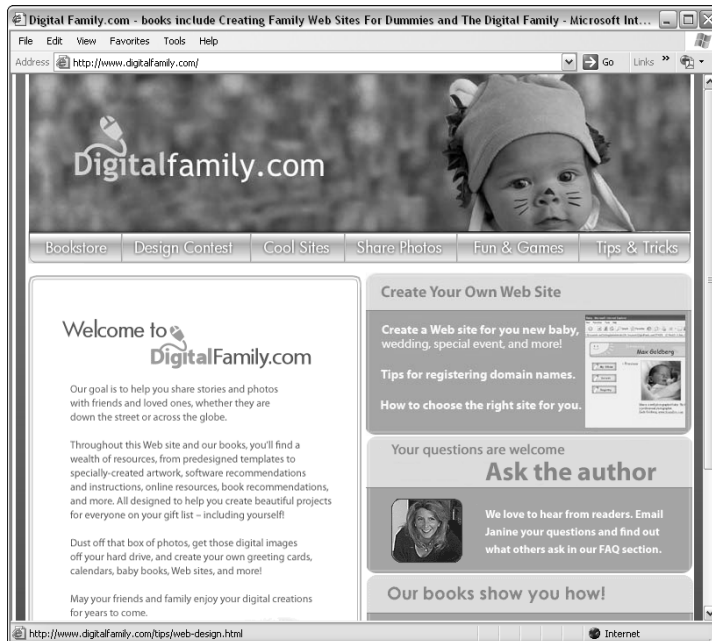 Digital Family.com - books include Creating Family Web Sites For Dummies and The Digital Family - Microsoft Int...
File Edit View Favorites Tools Help
Address http://www.digitalfamily.com/ Go Links »
Digitalfamily.com
Bookstore Design Contest Cool Sites Share Photos Fun & Games Tips & Tricks
Welcome to
DigitalFamily.com
Our goal is to help you share stories and photos
with friends and loved ones, whether they are
down the street or across the globe.
Throughout this Web site and our books, you'll find a
wealth of resources, from predesigned templates to
specially-created artwork, software recommendations
and instructions, online resources, book recommendations,
and more. All designed to help you create beautiful projects
for everyone on your gift list – including yourself!
Dust off that box of photos, get those digital images
off your hard drive, and create your own greeting cards,
calendars, baby books, Web sites, and more!
May your friends and family enjoy your digital creations
for years to come.
Create Your Own Web Site
Create a Web site for you new baby,
wedding, special event, and more!
Tips for registering domain names.
How to choose the right site for you.
Max Goldberg
Your questions are welcome
Ask the author
We love to hear from readers. Email
Janine your questions and find out
what others ask in our FAQ section.
Our books show you how!
http://www.digitalfamily.com/tips/web-design.html Internet